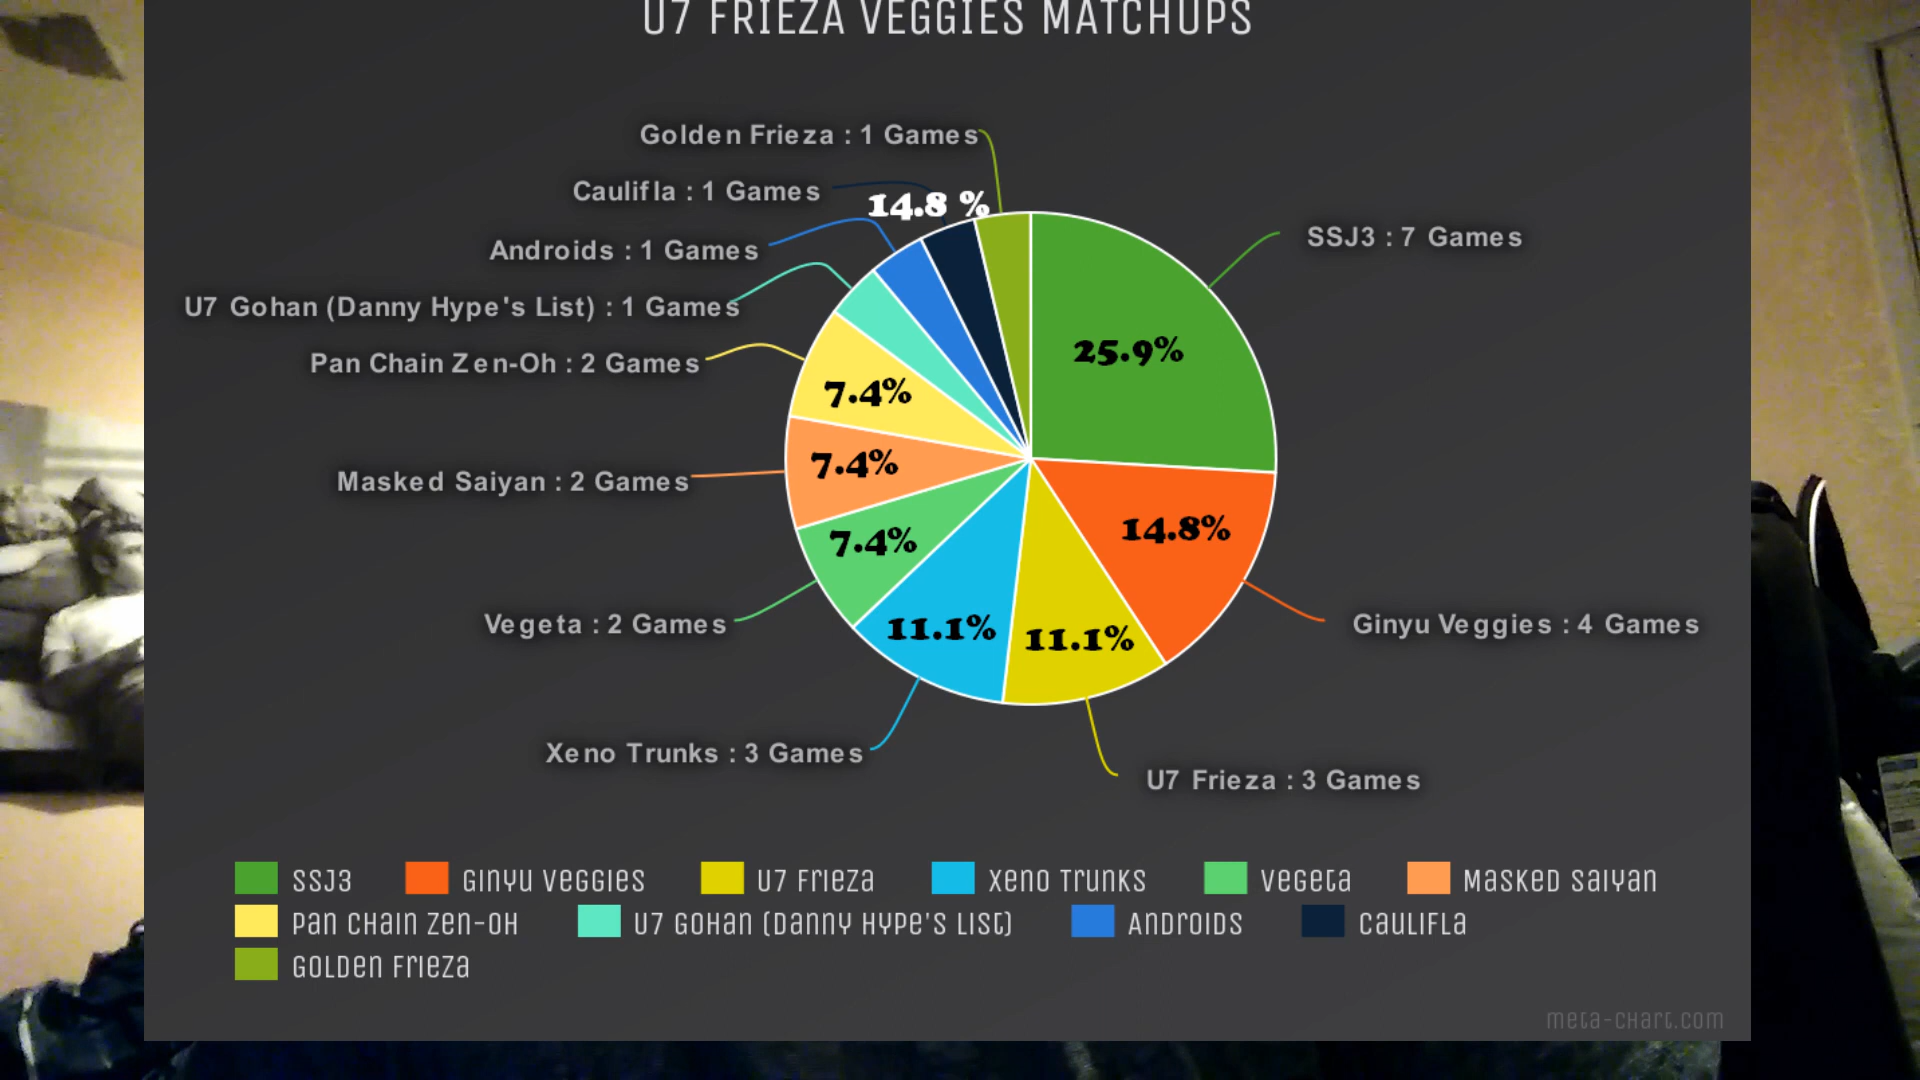 U7 FRIEZA VEGGIES MATCHUPS
Golden Frieza : 1 Games
Caulifla : 1 Games
14.8 %
Androids : 1 Games
SSJ3 : 7 Games
U7 Gohan (Danny Hype's List) : 1 Games
25.9%
Pan Chain Zen-Oh : 2 Games
7.4%
7.4%
Masked Saiyan : 2 Games
14.8%
7.4%
Vegeta : 2 Games
11.1%
11.1%
Ginyu Veggies : 4 Games
Xeno Trunks : 3 Games
U7 Frieza : 3 Games
SSJ3 Ginyu Veggies U7 Frieza Xeno Trunks Vegeta Masked Saiyan
Pan Chain Zen-Oh U7 Gohan (Danny Hype's List) Androids Caulifla
Golden Frieza
meta-chart.com